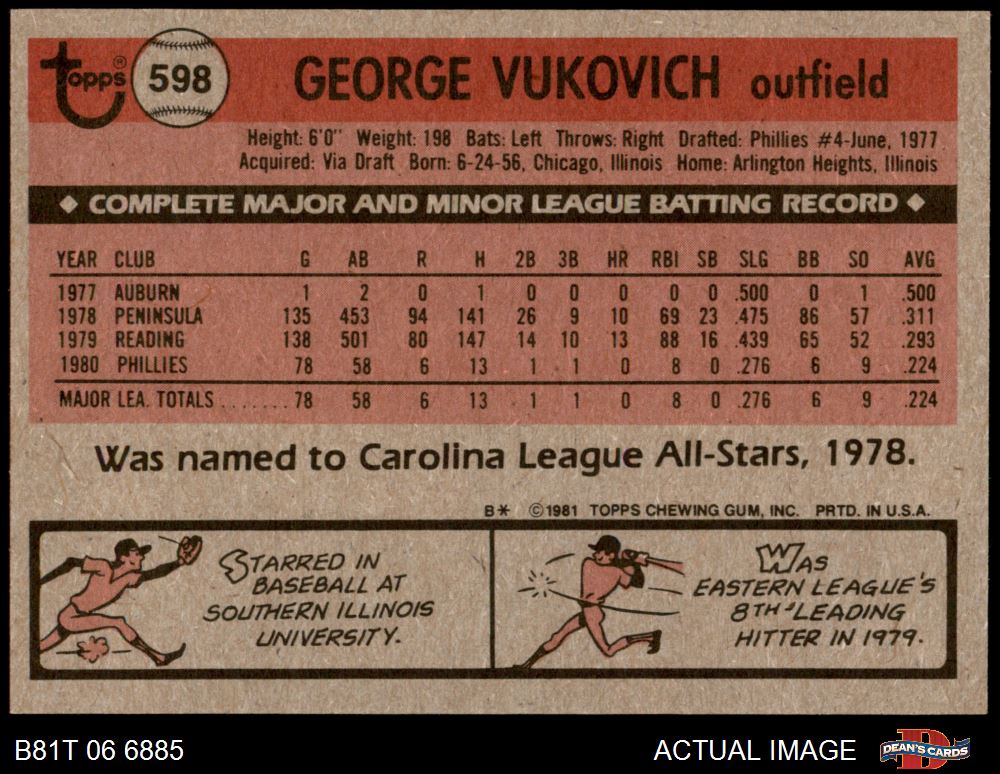 Topps® 598 GEORGE VUKOVICH outfield
Height: 6'0" Weight: 198 Bats: Left Throws: Right Drafted: Phillies #4-June, 1977
Acquired: Via Draft Born: 6-24-56, Chicago, Illinois Home: Arlington Heights, Illinois
◆ COMPLETE MAJOR AND MINOR LEAGUE BATTING RECORD ◆
YEAR CLUB G AB R H 2B 3B HR RBI SB SLG BB SO AVG
1977 AUBURN 1 2 0 1 0 0 0 0 0 .500 0 1 .500
1978 PENINSULA 135 453 94 141 26 9 10 69 23 .475 86 57 .311
1979 READING 138 501 80 147 14 10 13 88 16 .439 65 52 .293
1980 PHILLIES 78 58 6 13 1 1 0 8 0 .276 6 9 .224
MAJOR LEA. TOTALS ....... 78 58 6 13 1 1 0 8 0 .276 6 9 .224
Was named to Carolina League All-Stars, 1978.
B* ©1981 TOPPS CHEWING GUM, INC. PRTD. IN U.S.A.
STARRED IN
BASEBALL AT
SOUTHERN ILLINOIS
UNIVERSITY.
WAS
EASTERN LEAGUE'S
8TH-LEADING
HITTER IN 1979.
B81T 06 6885 ACTUAL IMAGE DEAN'S CARDS